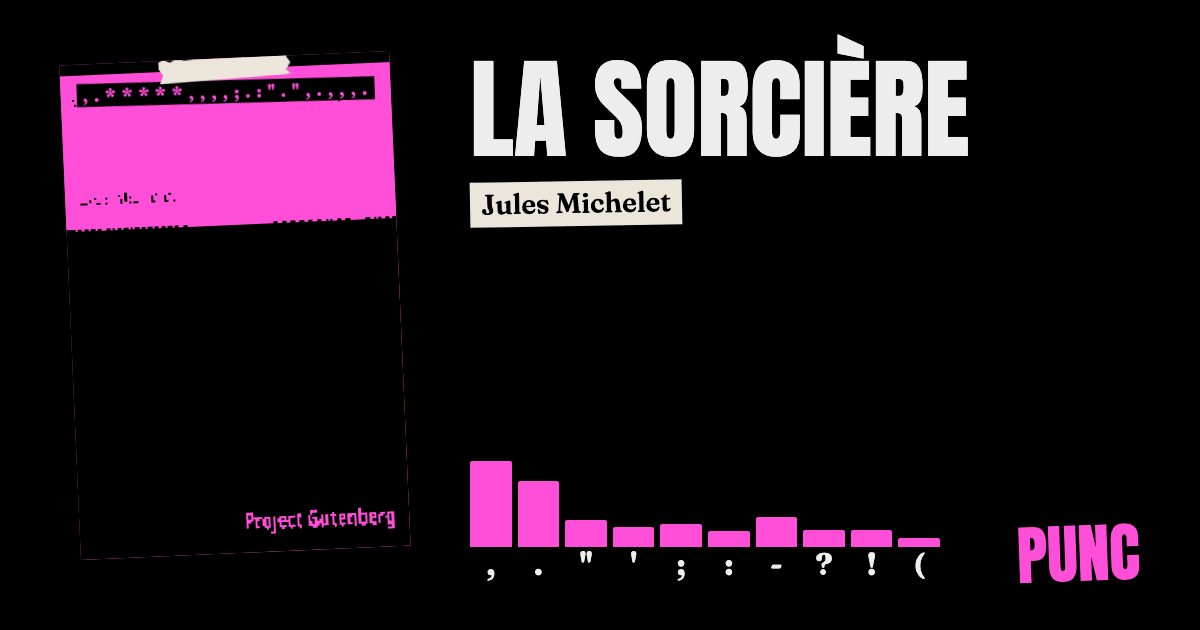 ,.*****,,,,;.:".",.,,,.
LA SORCIÈRE
Jules Michelet
Project Gutenberg
, . " ' ; : - ? ! (
PUNC